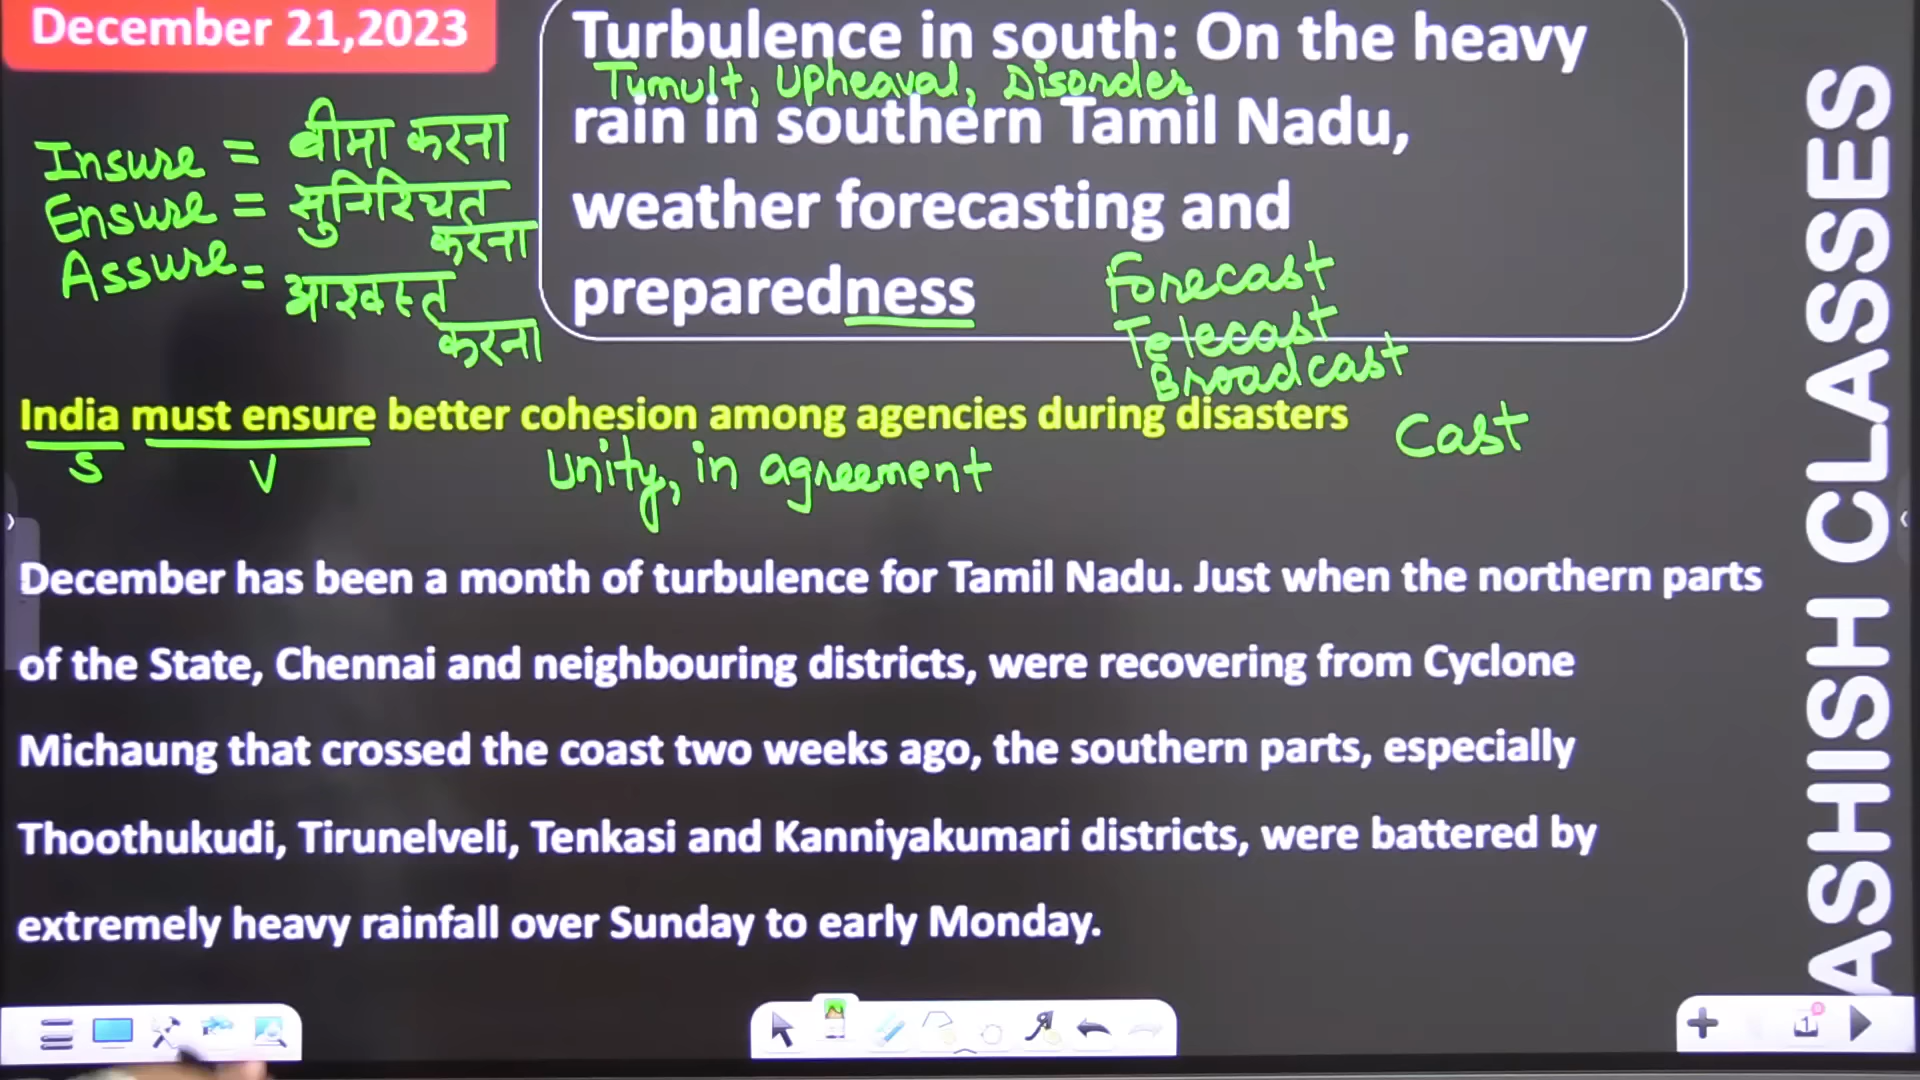 December 21,2023
Turbulence in south: On the heavy
Tumult, Upheaval, Disorder
rain in southern Tamil Nadu,
weather forecasting and
preparedness
Insure = बीमा करना
Ensure = सुनिश्चित
करना
Assure = आश्वस्त
करना
Forecast
Telecast
Broadcast
Cast
India must ensure better cohesion among agencies during disasters
S
V
Unity, in agreement
December has been a month of turbulence for Tamil Nadu. Just when the northern parts
of the State, Chennai and neighbouring districts, were recovering from Cyclone
Michaung that crossed the coast two weeks ago, the southern parts, especially
Thoothukudi, Tirunelveli, Tenkasi and Kanniyakumari districts, were battered by
extremely heavy rainfall over Sunday to early Monday.
ASHISH CLASSES
1